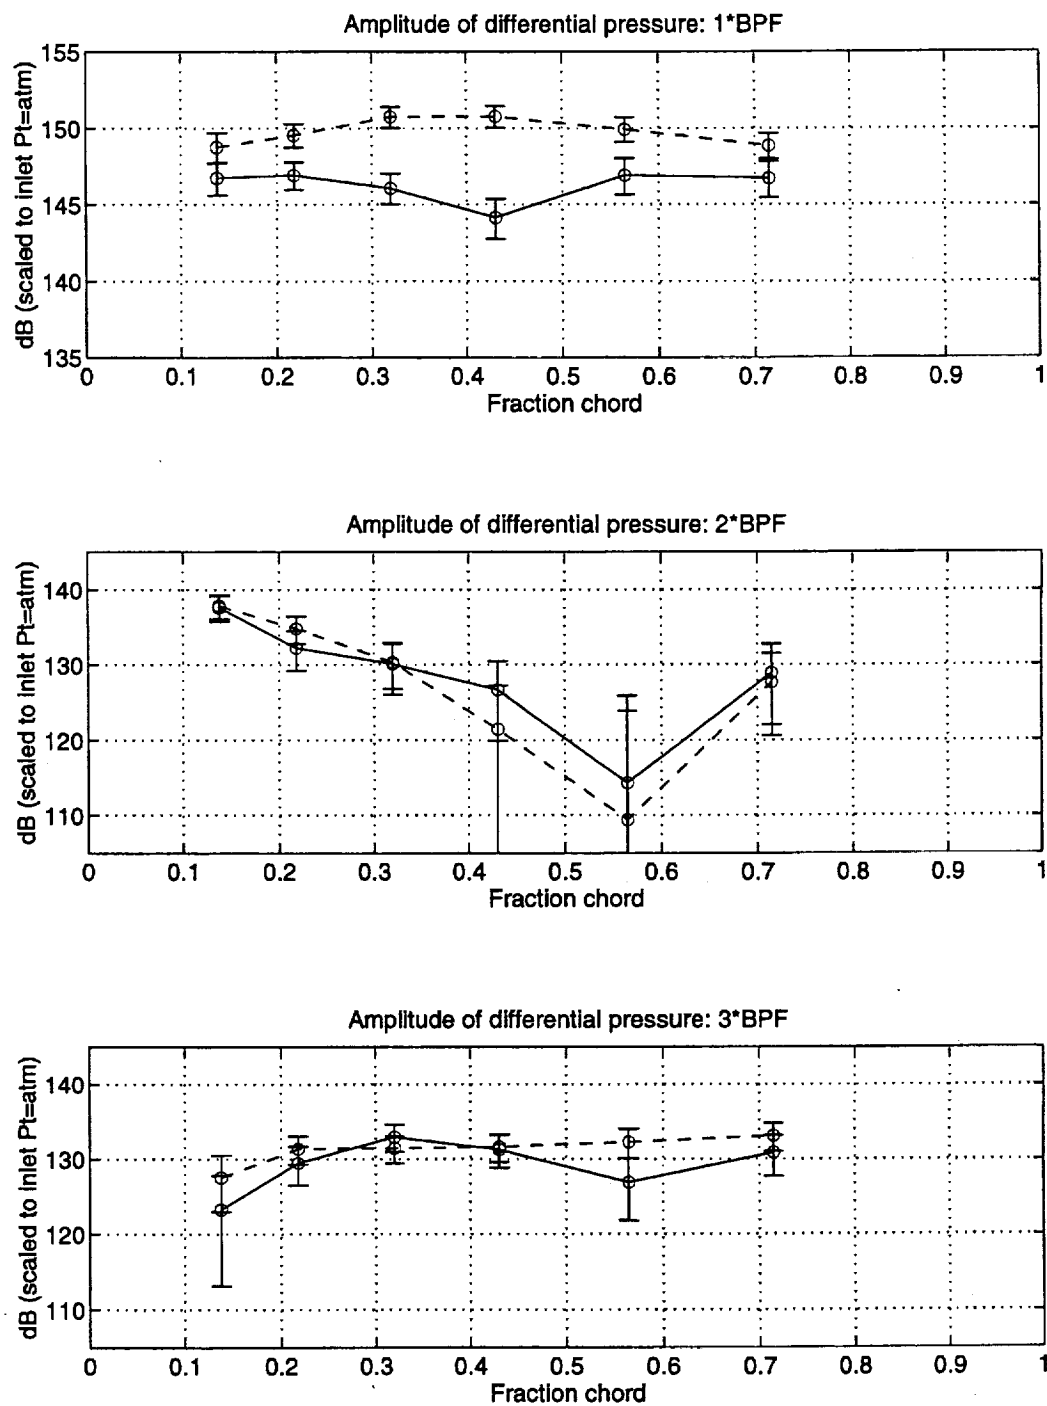 Amplitude of differential pressure: 1*BPF
dB (scaled to inlet Pt=atm)
155
150
145
140
135
0 0.1 0.2 0.3 0.4 0.5 0.6 0.7 0.8 0.9 1
Fraction chord
Amplitude of differential pressure: 2*BPF
dB (scaled to inlet Pt=atm)
140
130
120
110
0 0.1 0.2 0.3 0.4 0.5 0.6 0.7 0.8 0.9 1
Fraction chord
Amplitude of differential pressure: 3*BPF
dB (scaled to inlet Pt=atm)
140
130
120
110
0 0.1 0.2 0.3 0.4 0.5 0.6 0.7 0.8 0.9 1
Fraction chord